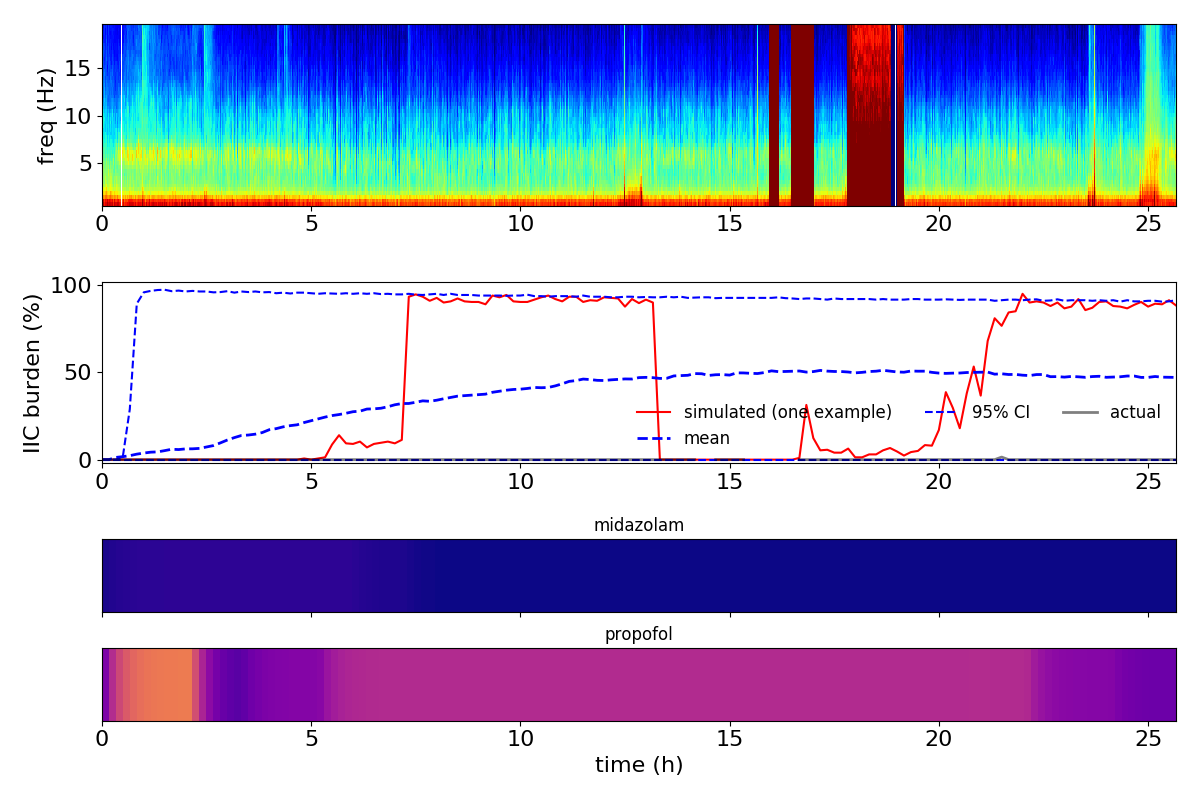 freq (Hz)
15
10
5
0 5 10 15 20 25
IIC burden (%)
100
50
0
simulated (one example) 95% CI actual
mean
0 5 10 15 20 25
midazolam
propofol
0 5 10 15 20 25
time (h)